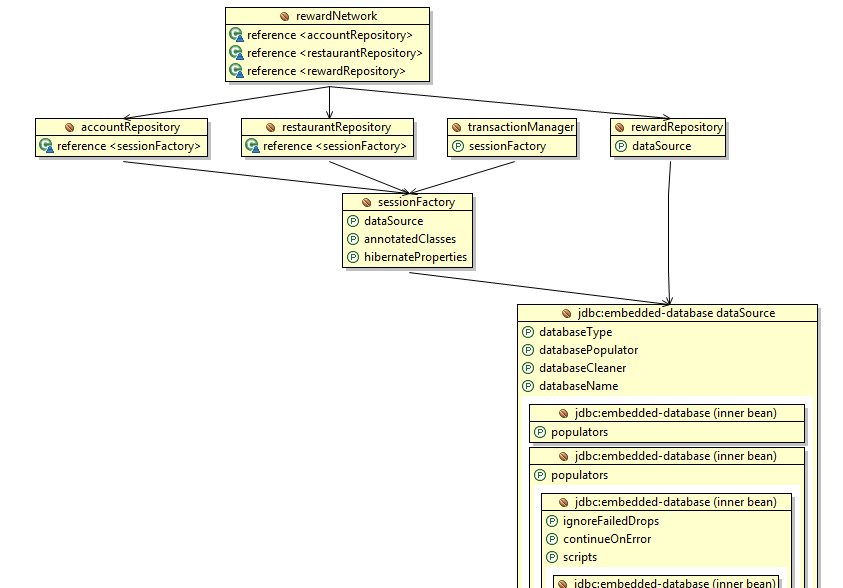 rewardNetwork
reference <accountRepository>
reference <restaurantRepository>
reference <rewardRepository>
accountRepository
reference <sessionFactory>
restaurantRepository
reference <sessionFactory>
transactionManager
P sessionFactory
rewardRepository
P dataSource
sessionFactory
P dataSource
P annotatedClasses
P hibernateProperties
jdbc:embedded-database dataSource
P databaseType
P databasePopulator
P databaseCleaner
P databaseName
jdbc:embedded-database (inner bean)
P populators
jdbc:embedded-database (inner bean)
P populators
jdbc:embedded-database (inner bean)
P ignoreFailedDrops
P continueOnError
P scripts
jdbc:embedded-database (inner bean)